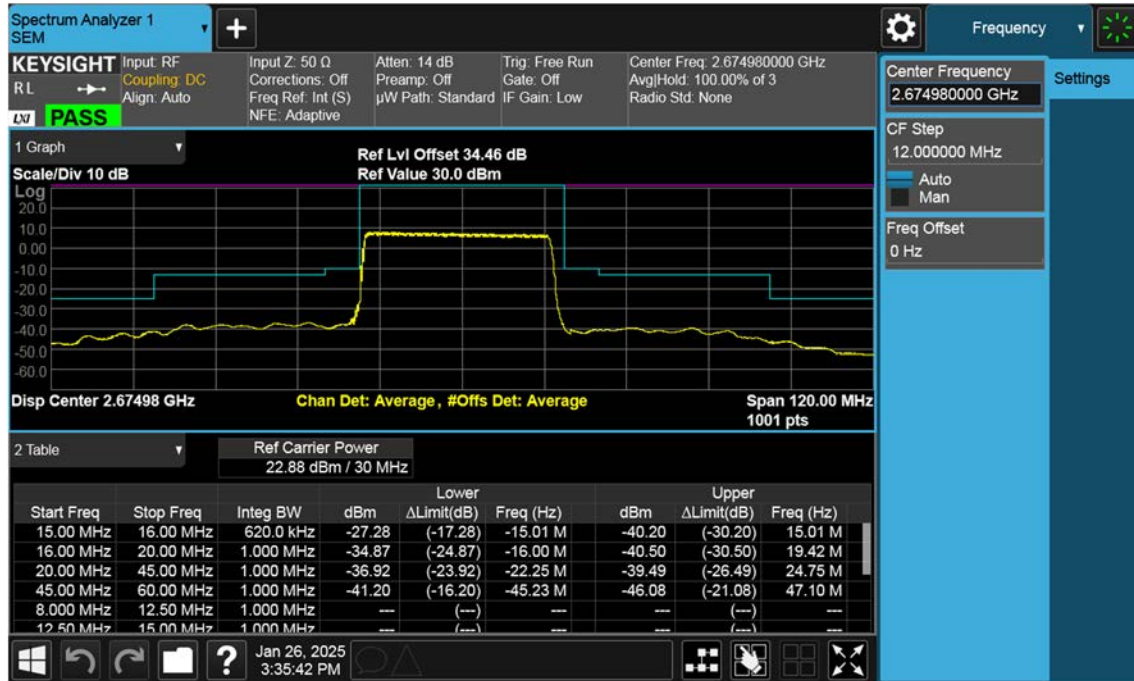 Spectrum Analyzer 1
SEM
Frequency
KEYSIGHT
RL
LXI PASS
Input: RF
Coupling: DC
Align: Auto
Input Z: 50 Ω
Corrections: Off
Freq Ref: Int (S)
NFE: Adaptive
Atten: 14 dB
Preamp: Off
µW Path: Standard
Trig: Free Run
Gate: Off
IF Gain: Low
Center Freq: 2.674980000 GHz
Avg|Hold: 100.00% of 3
Radio Std: None
Center Frequency
2.674980000 GHz
Settings
CF Step
12.000000 MHz
Auto
Man
Freq Offset
0 Hz
1 Graph
Scale/Div 10 dB
Ref Lvl Offset 34.46 dB
Ref Value 30.0 dBm
Log
20.0
10.0
0.00
-10.0
-20.0
-30.0
-40.0
-50.0
-60.0
Disp Center 2.67498 GHz
Chan Det: Average, #Offs Det: Average
Span 120.00 MHz
1001 pts
2 Table
Ref Carrier Power
22.88 dBm / 30 MHz
Lower Upper
Start Freq Stop Freq Integ BW dBm ΔLimit(dB) Freq (Hz) dBm ΔLimit(dB) Freq (Hz)
15.00 MHz 16.00 MHz 620.0 kHz -27.28 (-17.28) -15.01 M -40.20 (-30.20) 15.01 M
16.00 MHz 20.00 MHz 1.000 MHz -34.87 (-24.87) -16.00 M -40.50 (-30.50) 19.42 M
20.00 MHz 45.00 MHz 1.000 MHz -36.92 (-23.92) -22.25 M -39.49 (-26.49) 24.75 M
45.00 MHz 60.00 MHz 1.000 MHz -41.20 (-16.20) -45.23 M -46.08 (-21.08) 47.10 M
8.000 MHz 12.50 MHz 1.000 MHz --- (---) --- --- (---) ---
12.50 MHz 15.00 MHz 1.000 MHz --- (---) --- --- (---) ---
?
Jan 26, 2025
3:35:42 PM